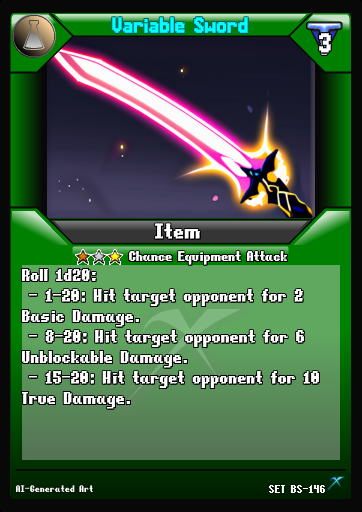 Variable Sword
3
Item
Chance Equipment Attack
Roll 1d20:
- 1-20: Hit target opponent for 2
Basic Damage.
- 8-20: Hit target opponent for 6
Unblockable Damage.
- 15-20: Hit target opponent for 10
True Damage.
AI-Generated Art
SET BS-146